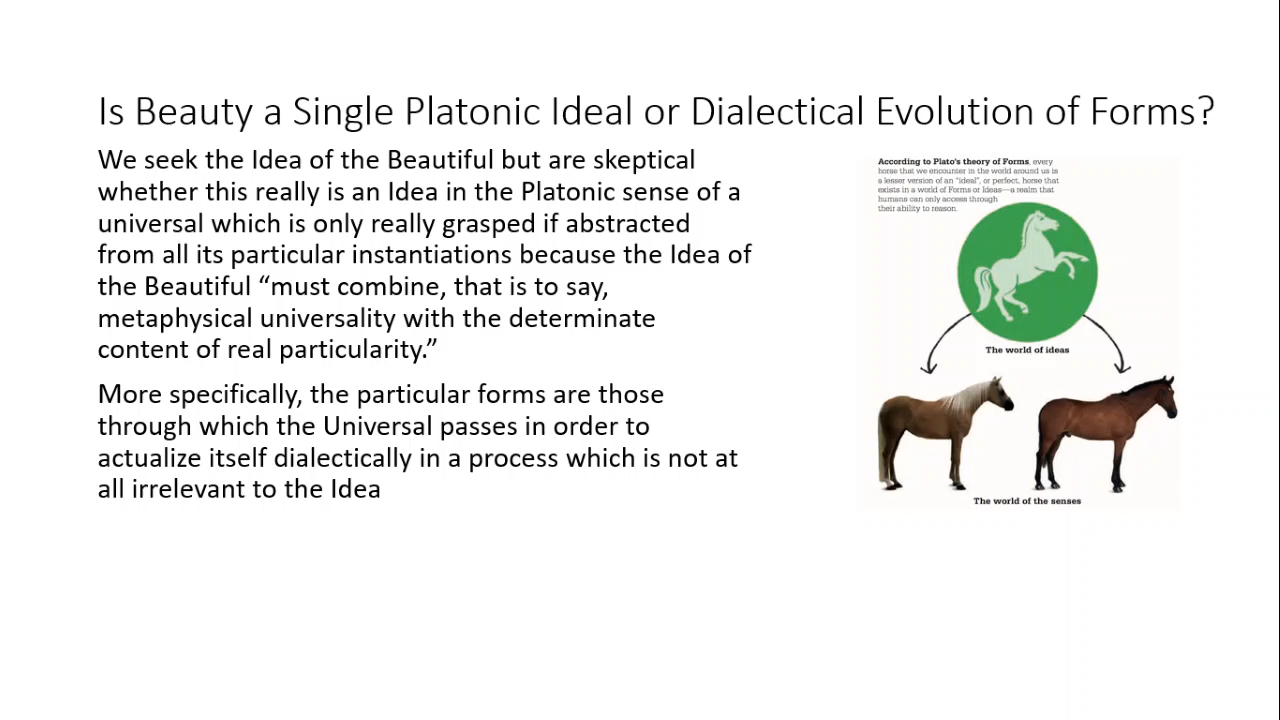 Is Beauty a Single Platonic Ideal or Dialectical Evolution of Forms?
We seek the Idea of the Beautiful but are skeptical
whether this really is an Idea in the Platonic sense of a
universal which is only really grasped if abstracted
from all its particular instantiations because the Idea of
the Beautiful “must combine, that is to say,
metaphysical universality with the determinate
content of real particularity.”
More specifically, the particular forms are those
through which the Universal passes in order to
actualize itself dialectically in a process which is not at
all irrelevant to the Idea
According to Plato's theory of Forms, every
horse that we encounter in the world around us is
a lesser version of an “ideal”, or perfect, horse that
exists in a world of Forms or Ideas—a realm that
humans can only access through
their ability to reason.
The world of ideas
The world of the senses